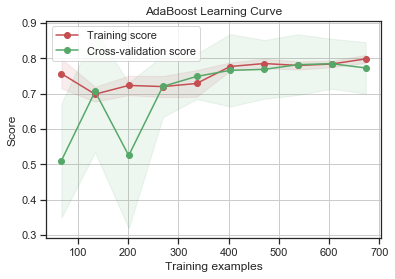 AdaBoost Learning Curve
Training score
Cross-validation score
0.9
0.8
0.7
0.6
0.5
0.4
0.3
Score
100 200 300 400 500 600 700
Training examples